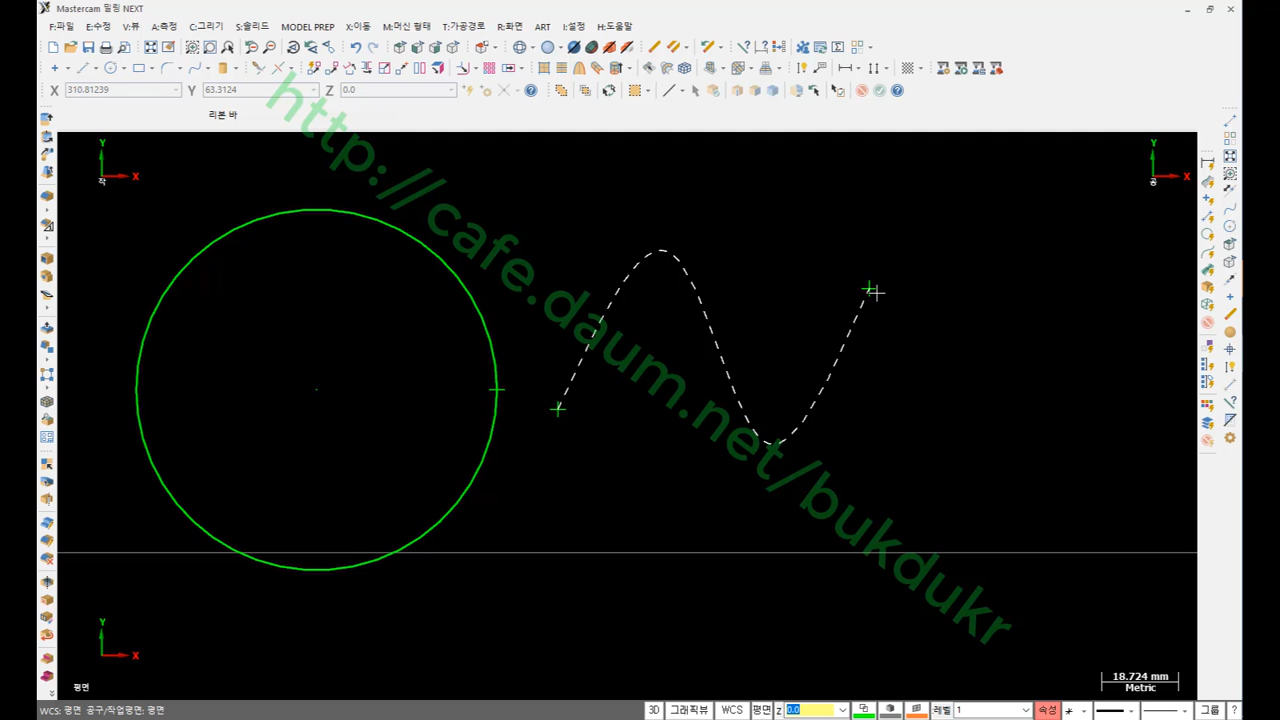 Mastercam 밀링 NEXT
F:파일 E:수정 V:뷰 A:측정 C:그리기 S:솔리드 MODEL PREP X:이동 M:머신 형태 T:가공경로 R:화면 ART I:설정 H:도움말
X 310.81239 Y 63.3124 Z 0.0
리본 바
Y Y
X X
작 공
http://cafe.daum.net/bukdukr
Y
X
18.724 mm
Metric
평면
WCS: 평면 공구/작업평면: 평면 3D 그래픽뷰 WCS 평면 Z 0.0 레벨 1 속성 그룹 ?